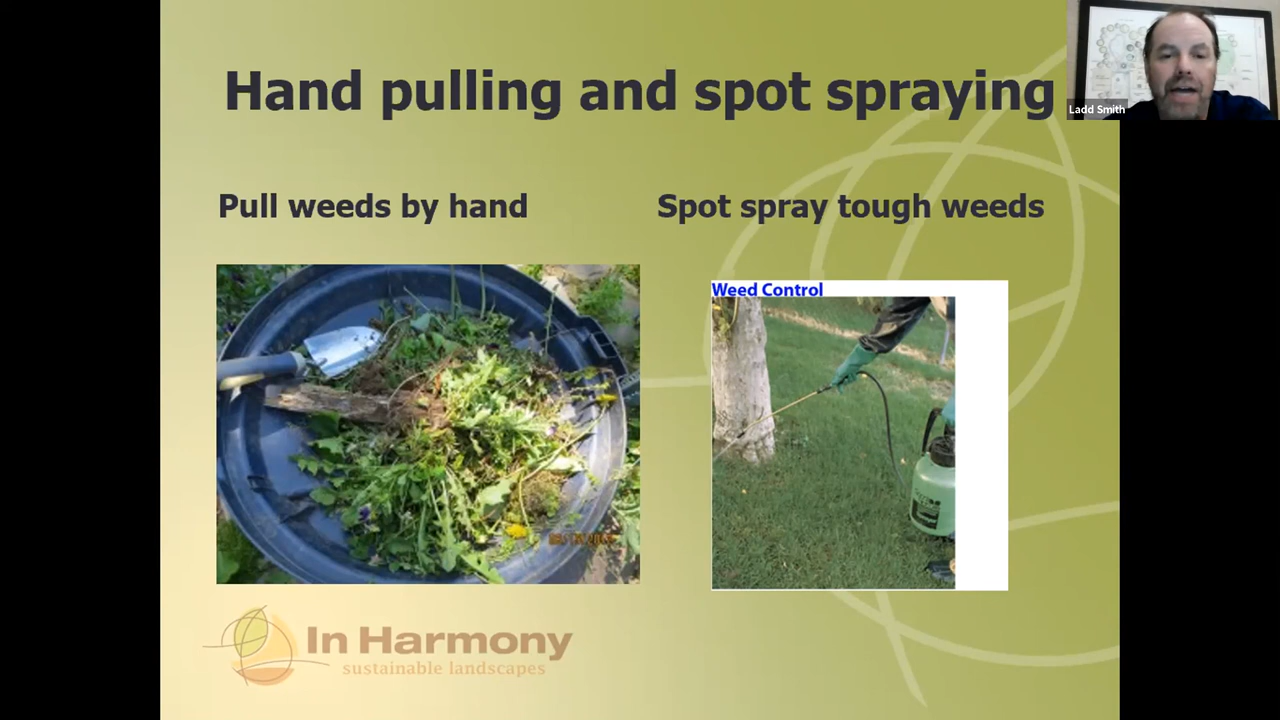 Hand pulling and spot spraying
Ladd Smith
Pull weeds by hand
Spot spray tough weeds
Weed Control
In Harmony
sustainable landscapes